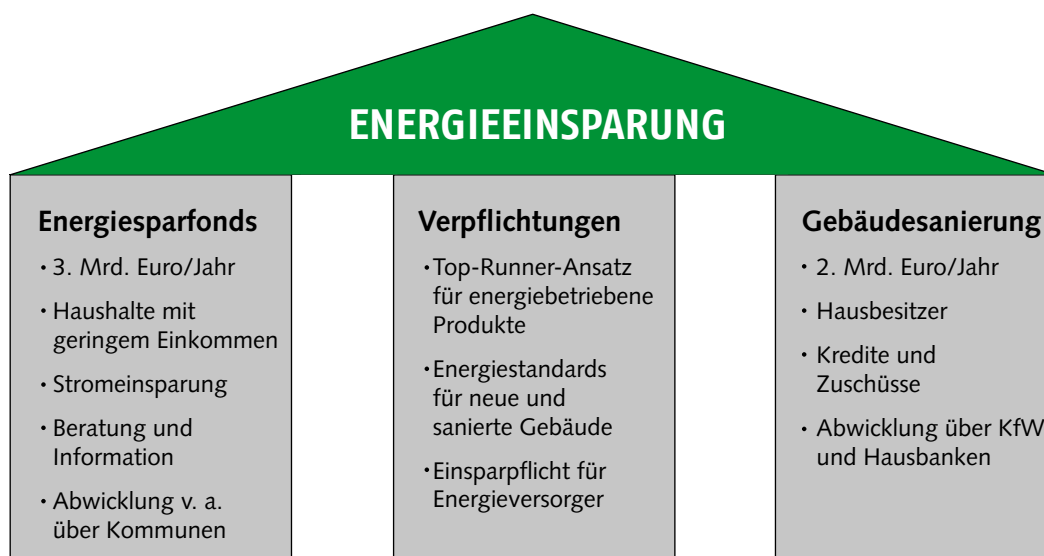 ENERGIEEINSPARUNG
Energiesparfonds
· 3. Mrd. Euro/Jahr
· Haushalte mit
geringem Einkommen
· Stromeinsparung
· Beratung und
Information
· Abwicklung v. a.
über Kommunen
Verpflichtungen
· Top-Runner-Ansatz
für energiebetriebene
Produkte
· Energiestandards
für neue und
sanierte Gebäude
· Einsparpflicht für
Energieversorger
Gebäudesanierung
· 2. Mrd. Euro/Jahr
· Hausbesitzer
· Kredite und
Zuschüsse
· Abwicklung über KfW
und Hausbanken